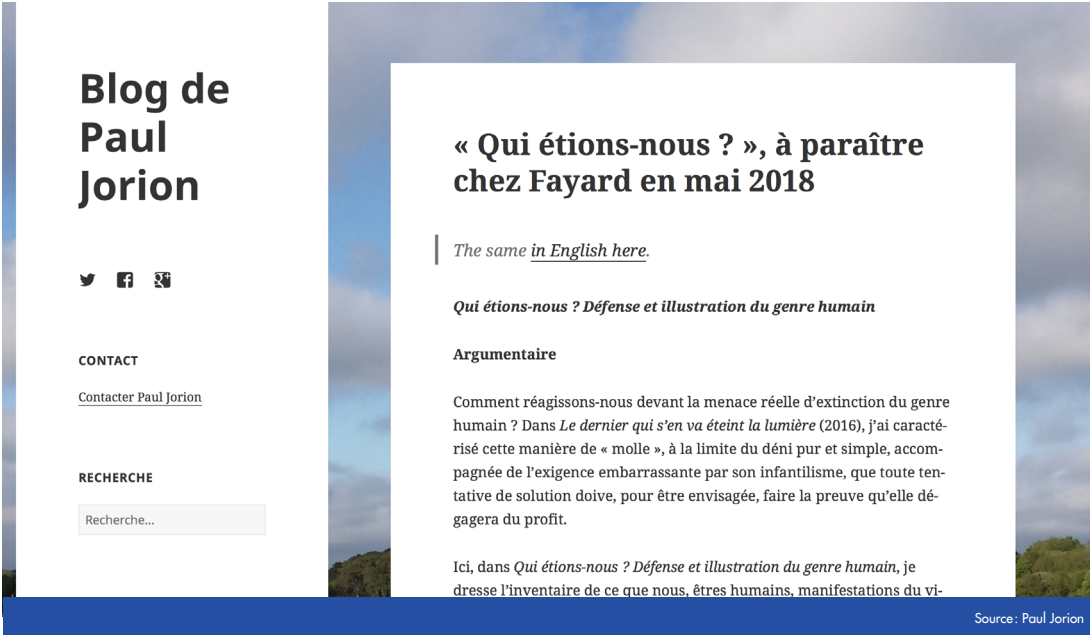 Blog de
Paul
Jorion
CONTACT
Contacter Paul Jorion
RECHERCHE
Recherche...
« Qui étions-nous ? », à paraître
chez Fayard en mai 2018
The same in English here.
Qui étions-nous ? Défense et illustration du genre humain
Argumentaire
Comment réagissons-nous devant la menace réelle d’extinction du genre
humain ? Dans Le dernier qui s’en va éteint la lumière (2016), j’ai caracté-
risé cette manière de « molle », à la limite du déni pur et simple, accom-
pagnée de l’exigence embarrassante par son infantilisme, que toute ten-
tative de solution doive, pour être envisagée, faire la preuve qu’elle dé-
gagera du profit.
Ici, dans Qui étions-nous ? Défense et illustration du genre humain, je
dresse l’inventaire de ce que nous, êtres humains, manifestations du vi-
Source : Paul Jorion